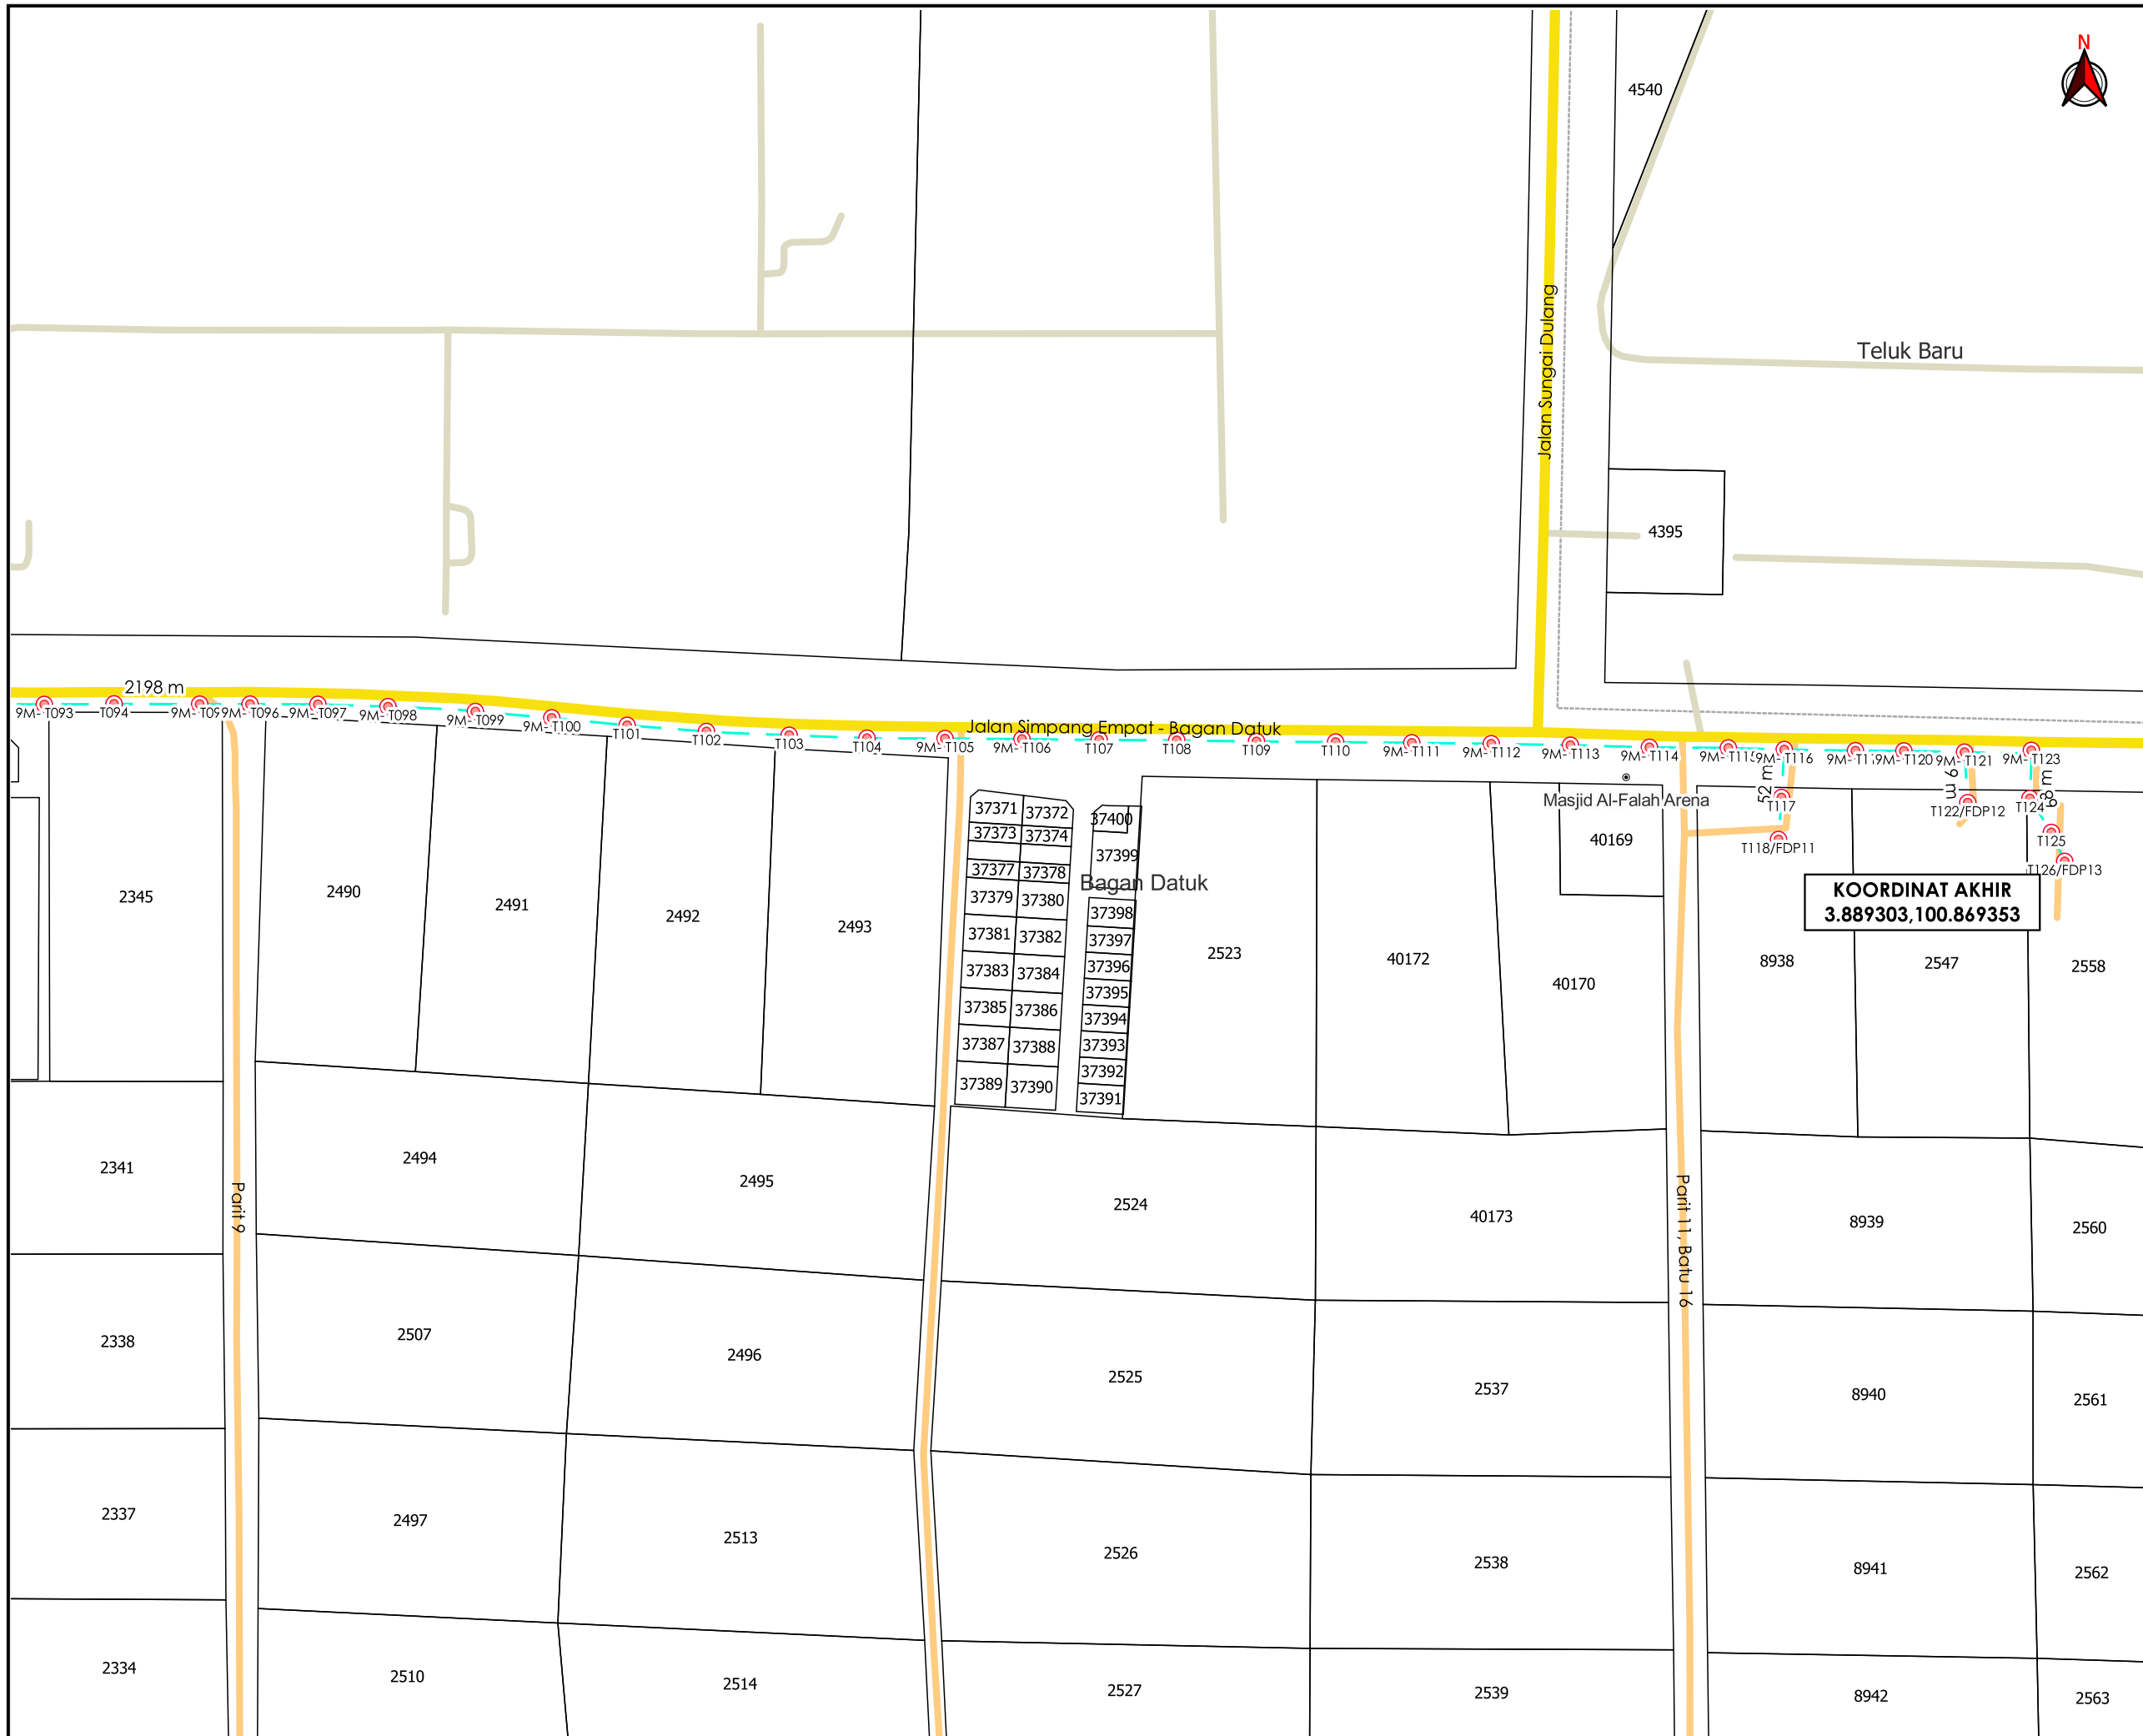 N
4540
Jalan Sungai Dulang
Teluk Baru
4395
2198 m
9M-T093
T094
9M-T096
9M-T097
9M-T098
9M-T099
9M-T100
T101
T102
T103
T104
9M-T105
9M-T106
T107
T108
T109
T110
9M-T111
9M-T112
9M-T113
9M-T114
9M-T115
9M-T116
9M-T120
9M-T121
9M-T123
Jalan Simpang Empat - Bagan Datuk
52 m
T117
T118/FDP11
T122/FDP12
T124
T125
T126/FDP13
Masjid Al-Falah Arena
KOORDINAT AKHIR
3.889303,100.869353
Bagan Datuk
37371
37372
37373
37374
37377
37378
37379
37380
37381
37382
37383
37384
37385
37386
37387
37388
37389
37390
37400
37399
37398
37397
37396
37395
37394
37393
37392
37391
2345
2490
2491
2492
2493
2523
40172
40170
40169
8938
2547
2558
2341
2494
2495
2524
40173
8939
2560
Parit 9
Parit 11, Batu 16
2338
2507
2496
2525
2537
8940
2561
2337
2497
2513
2526
2538
8941
2562
2334
2510
2514
2527
2539
8942
2563